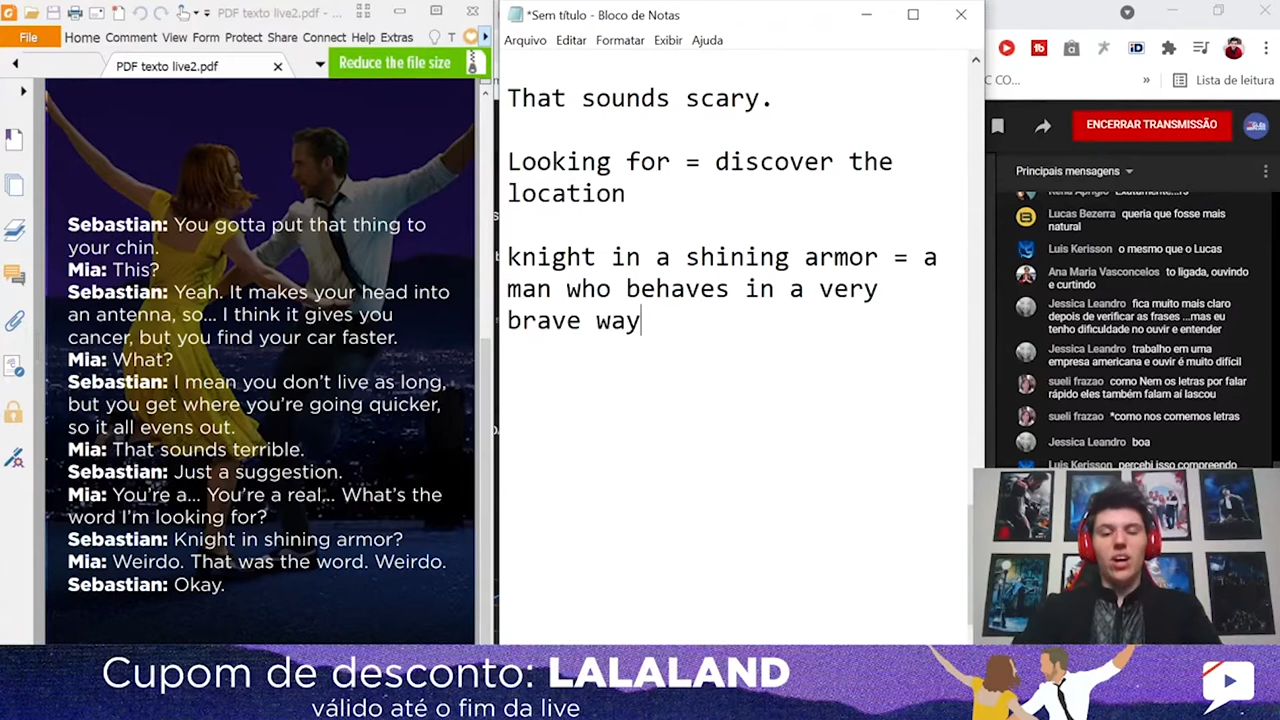 PDF texto live2.pdf - ...
File Home Comment View Form Protect Share Connect Help Extras
PDF texto live2.pdf
Reduce the file size
Sebastian: You gotta put that thing to
your chin.
Mia: This?
Sebastian: Yeah. It makes your head into
an antenna, so... I think it gives you
cancer, but you find your car faster.
Mia: What?
Sebastian: I mean you don't live as long,
but you get where you're going quicker,
so it all evens out.
Mia: That sounds terrible.
Sebastian: Just a suggestion.
Mia: You're a... You're a real... What's the
word I'm looking for?
Sebastian: Knight in shining armor?
Mia: Weirdo. That was the word. Weirdo.
Sebastian: Okay.
*Sem título - Bloco de Notas
Arquivo Editar Formatar Exibir Ajuda
That sounds scary.
Looking for = discover the
location
knight in a shining armor = a
man who behaves in a very
brave way
C CO...
» Lista de leitura
ENCERRAR TRANSMISSÃO
Principais mensagens
Lucas Bezerra queria que fosse mais
natural
Luis Kerisson o mesmo que o Lucas
Ana Maria Vasconcelos to ligada, ouvindo
e curtindo
Jessica Leandro fica muito mais claro
depois de verificar as frases ...mas eu
tenho dificuldade no ouvir e entender
Jessica Leandro trabalho em uma
empresa americana e ouvir é muito difícil
sueli frazao como Nem os letras por falar
rápido eles também falam aí lascou
sueli frazao *como nos comemos letras
Jessica Leandro boa
Luis Kerisson percebi isso compreendo
Cupom de desconto: LALALAND
válido até o fim da live